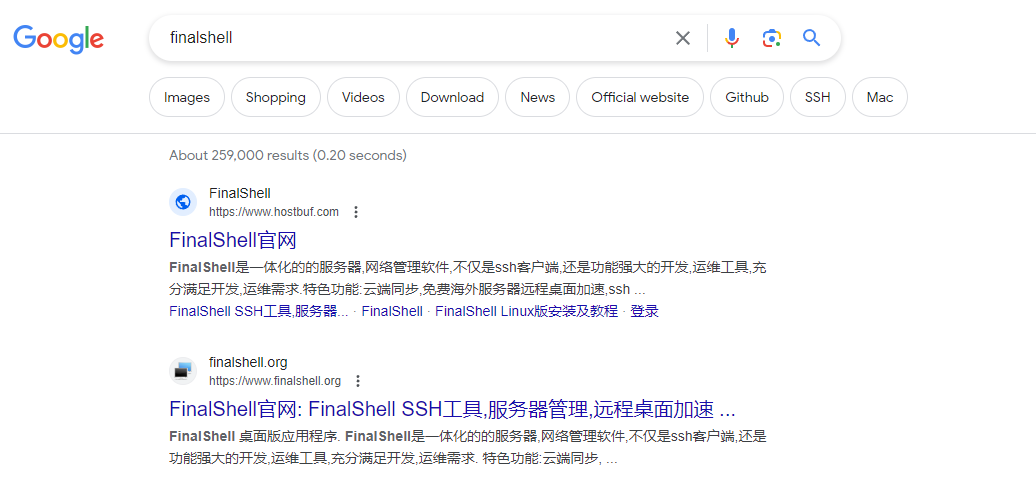 Google
finalshell
Images Shopping Videos Download News Official website Github SSH Mac
About 259,000 results (0.20 seconds)
FinalShell
https://www.hostbuf.com
FinalShell官网
FinalShell是一体化的的服务器,网络管理软件,不仅是ssh客户端,还是功能强大的开发,运维工具,充
分满足开发,运维需求.特色功能:云端同步,免费海外服务器远程桌面加速,ssh ...
FinalShell SSH工具,服务器... · FinalShell · FinalShell Linux版安装及教程 · 登录
finalshell.org
https://www.finalshell.org
FinalShell官网: FinalShell SSH工具,服务器管理,远程桌面加速 ...
FinalShell 桌面版应用程序. FinalShell是一体化的的服务器,网络管理软件,不仅是ssh客户端,还是
功能强大的开发,运维工具,充分满足开发,运维需求. 特色功能:云端同步, ...